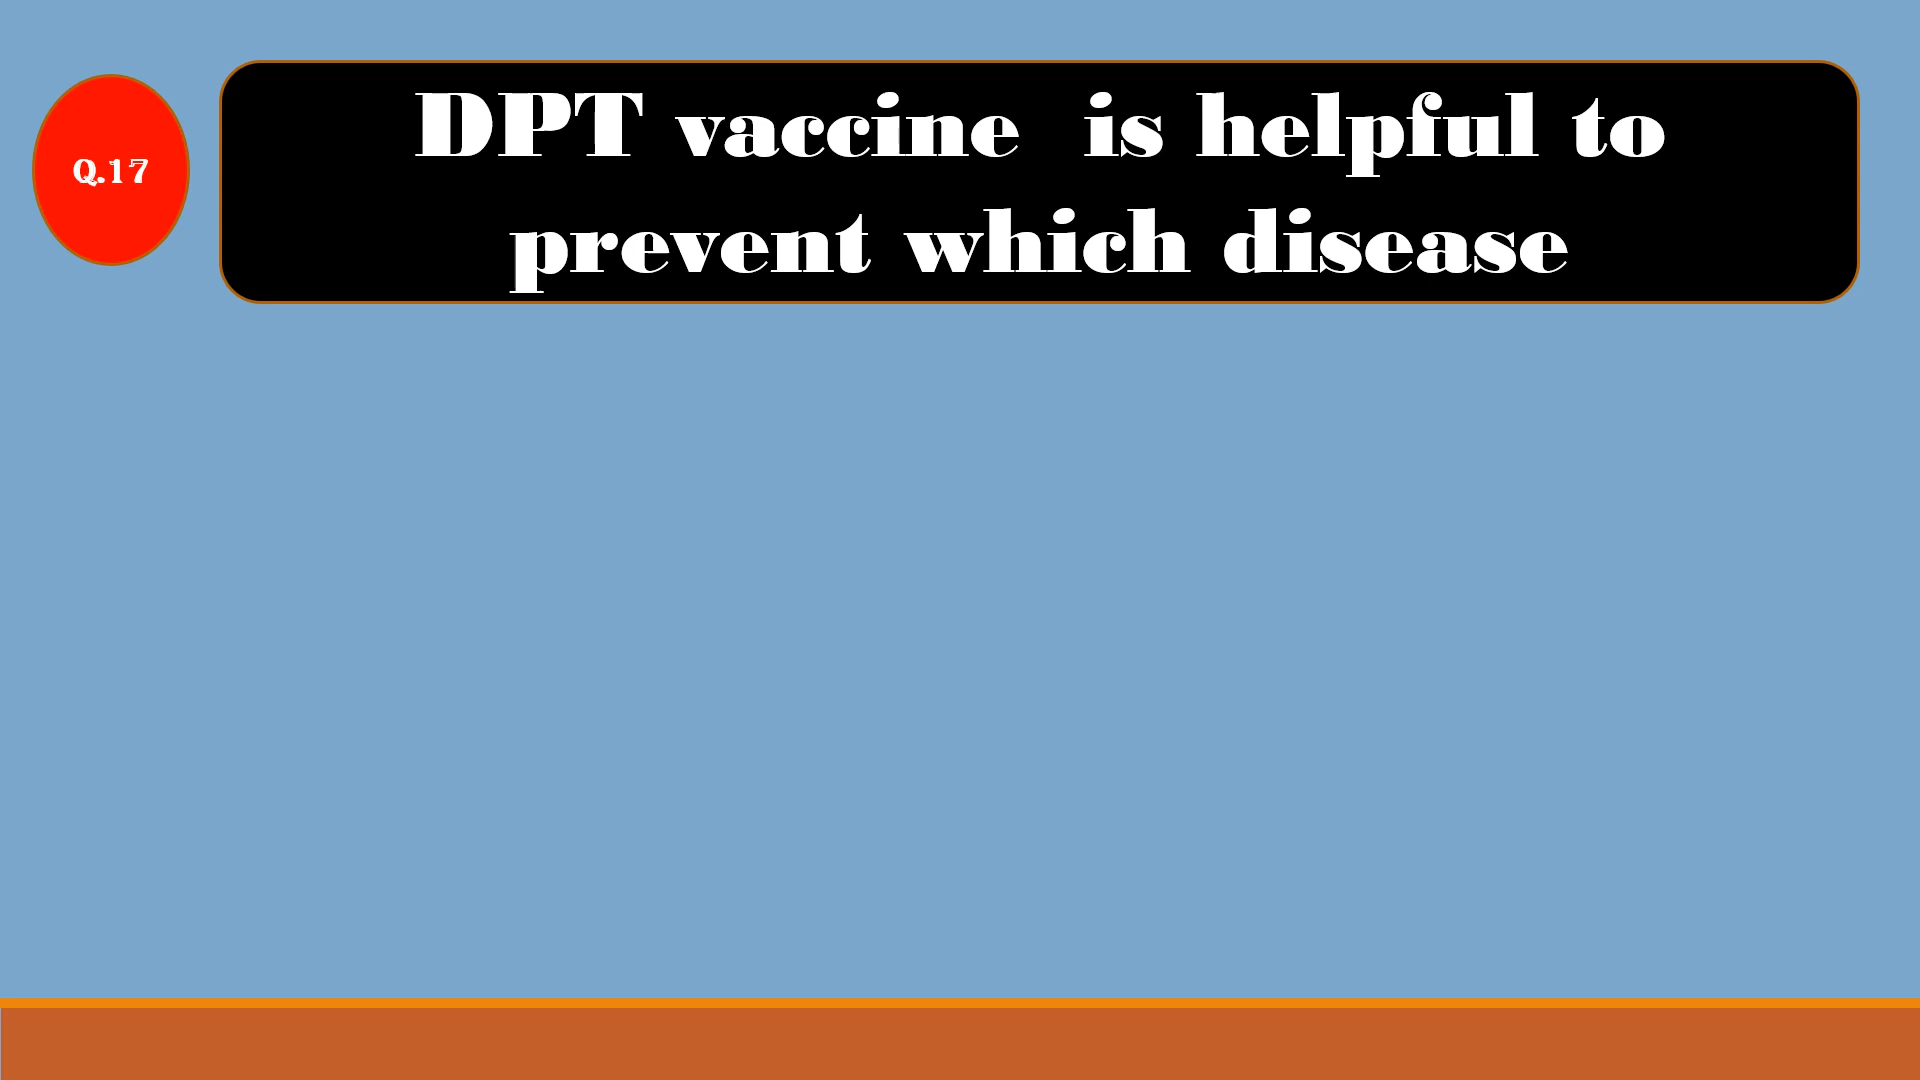 Q.17
DPT vaccine  is helpful to
prevent which disease